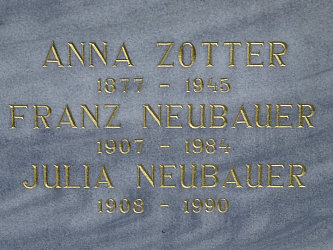 ANNA ZOTTER
1877 - 1945
FRANZ NEUBAUER
1907 - 1984
JULIA NEUBAUER
1908 - 1990